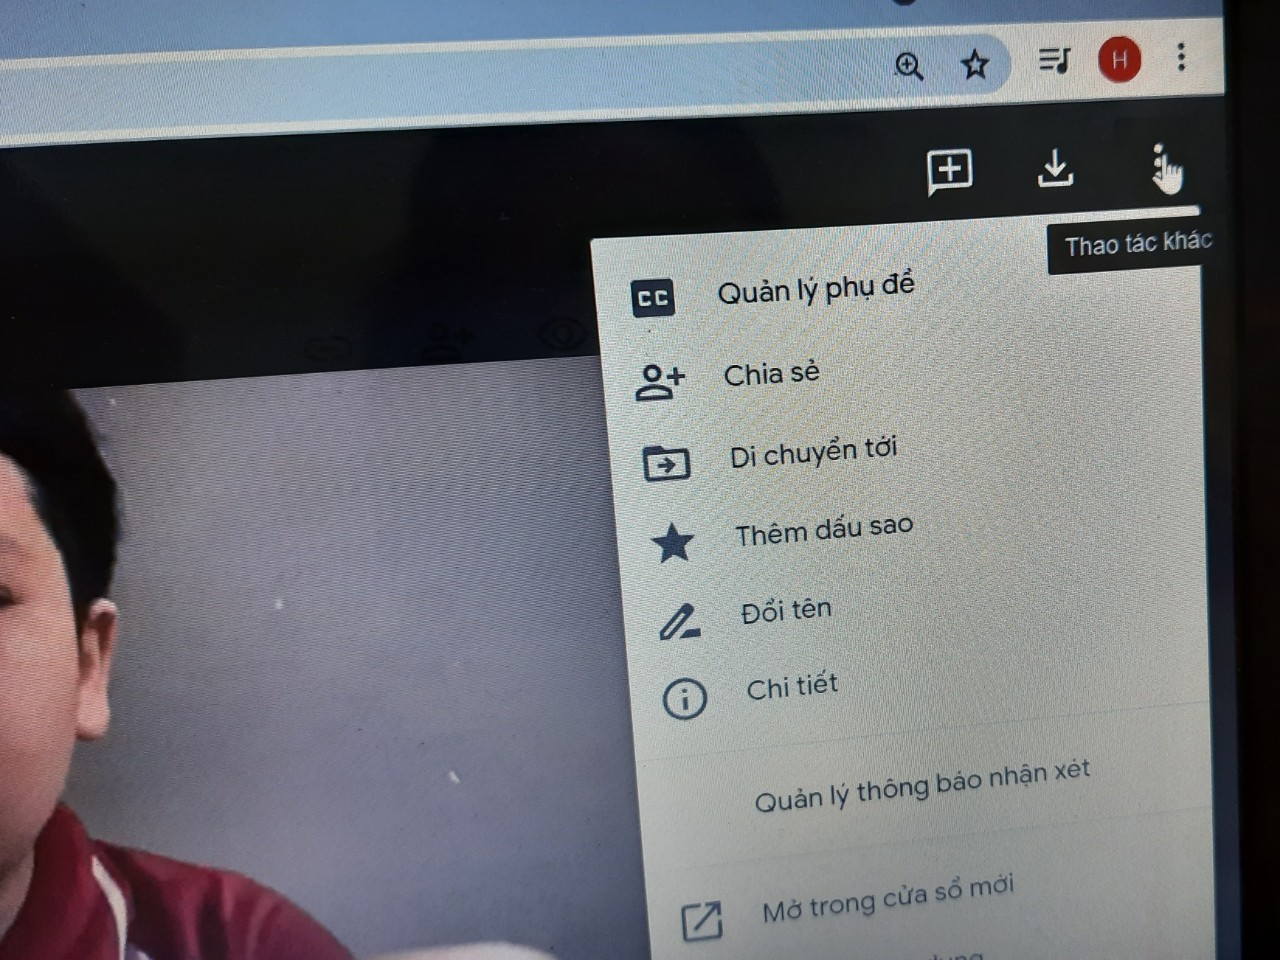 H
Thao tác khác
CC
Quản lý phụ đề
Chia sẻ
Di chuyển tới
Thêm dấu sao
Đổi tên
Chi tiết
Quản lý thông báo nhận xét
Mở trong cửa sổ mới